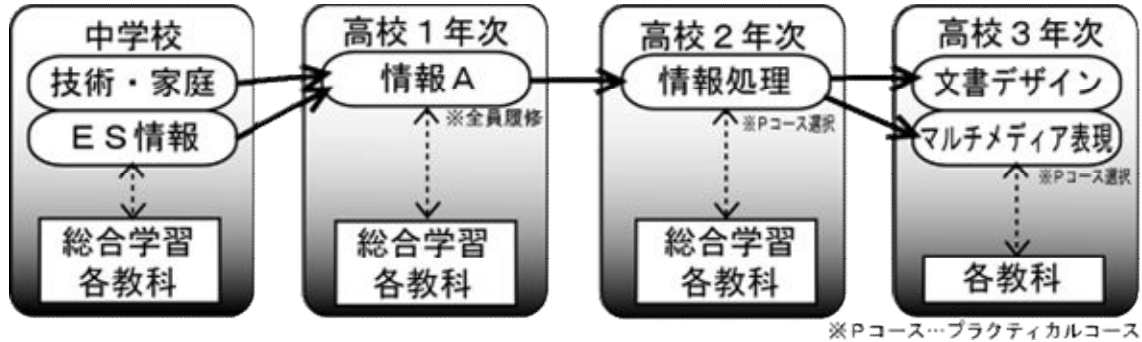 中学校
技術・家庭
ES情報
総合学習
各教科
高校1年次
情報A
※全員履修
総合学習
各教科
高校2年次
情報処理
※Pコース選択
総合学習
各教科
高校3年次
文書デザイン
マルチメディア表現
※Pコース選択
各教科
※Pコース…プラクティカルコース